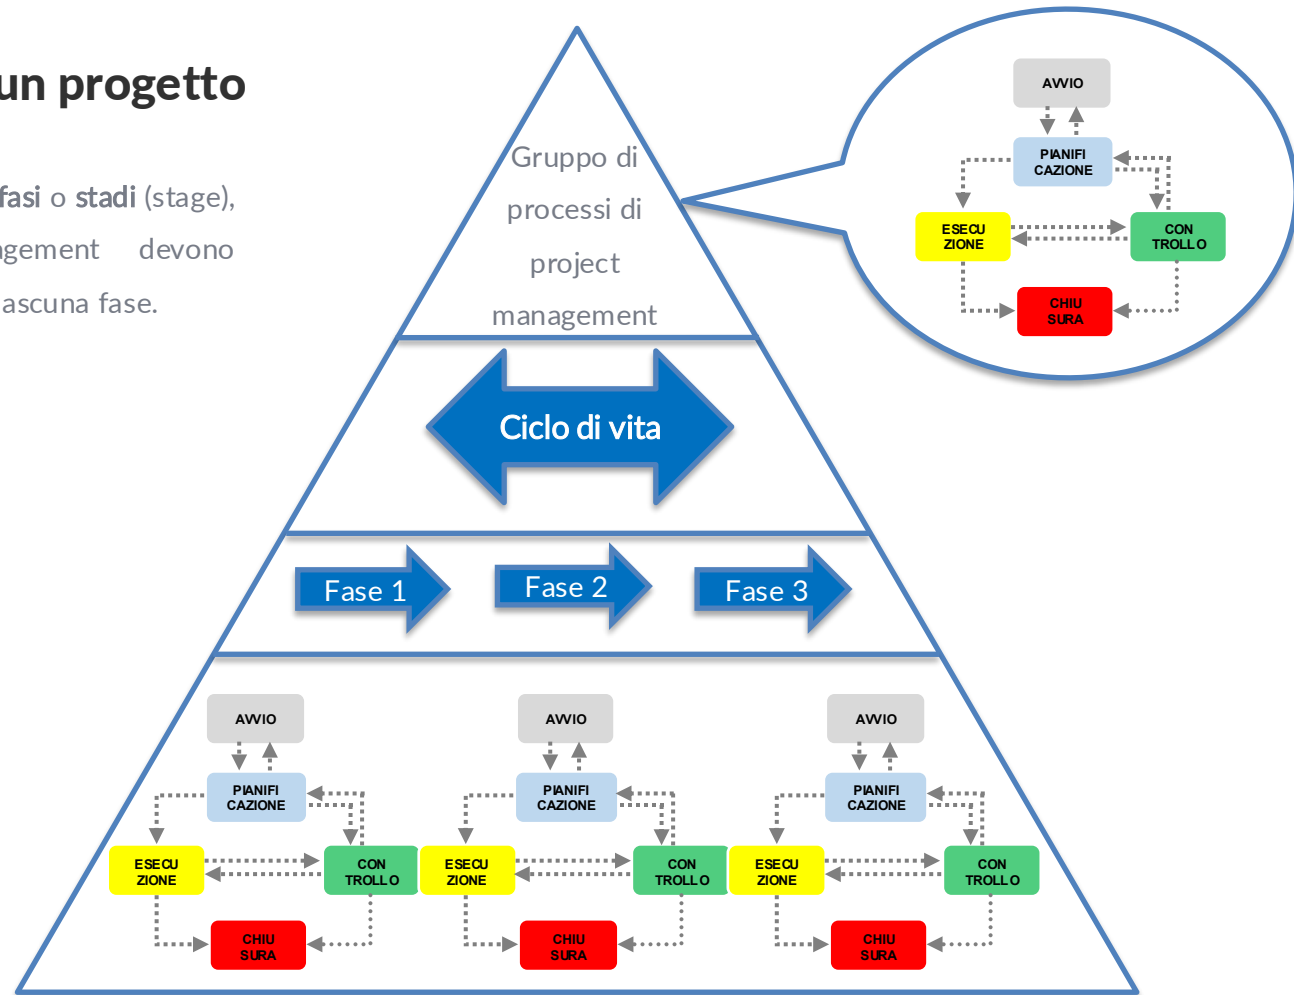 un progetto
fasi o stadi (stage),
devono
fase.
Gruppo di
processi di
project
management
AVVIO
PIANIFI
CAZIONE
ESECU
ZIONE
CON
TROLLO
CHIU
SURA
Ciclo di vita
Fase 1
Fase 2
Fase 3
AVVIO
PIANIFI
CAZIONE
ESECU
ZIONE
CON
TROLLO
CHIU
SURA
AVVIO
PIANIFI
CAZIONE
ESECU
ZIONE
CON
TROLLO
CHIU
SURA
AVVIO
PIANIFI
CAZIONE
ESECU
ZIONE
CON
TROLLO
CHIU
SURA